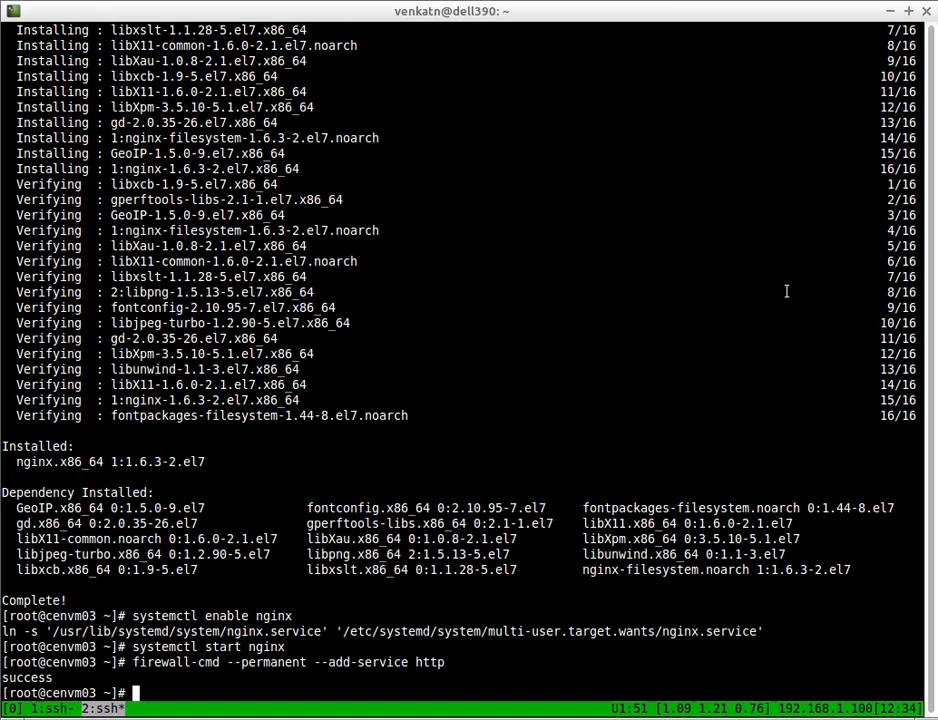 venkatn@dell390: ~
Installing : libxslt-1.1.28-5.el7.x86_64 7/16
Installing : libX11-common-1.6.0-2.1.el7.noarch 8/16
Installing : libXau-1.0.8-2.1.el7.x86_64 9/16
Installing : libxcb-1.9-5.el7.x86_64 10/16
Installing : libX11-1.6.0-2.1.el7.x86_64 11/16
Installing : libXpm-3.5.10-5.1.el7.x86_64 12/16
Installing : gd-2.0.35-26.el7.x86_64 13/16
Installing : 1:nginx-filesystem-1.6.3-2.el7.noarch 14/16
Installing : GeoIP-1.5.0-9.el7.x86_64 15/16
Installing : 1:nginx-1.6.3-2.el7.x86_64 16/16
Verifying : libxcb-1.9-5.el7.x86_64 1/16
Verifying : gperftools-libs-2.1-1.el7.x86_64 2/16
Verifying : GeoIP-1.5.0-9.el7.x86_64 3/16
Verifying : 1:nginx-filesystem-1.6.3-2.el7.noarch 4/16
Verifying : libXau-1.0.8-2.1.el7.x86_64 5/16
Verifying : libX11-common-1.6.0-2.1.el7.noarch 6/16
Verifying : libxslt-1.1.28-5.el7.x86_64 7/16
Verifying : 2:libpng-1.5.13-5.el7.x86_64 8/16
Verifying : fontconfig-2.10.95-7.el7.x86_64 9/16
Verifying : libjpeg-turbo-1.2.90-5.el7.x86_64 10/16
Verifying : gd-2.0.35-26.el7.x86_64 11/16
Verifying : libXpm-3.5.10-5.1.el7.x86_64 12/16
Verifying : libunwind-1.1-3.el7.x86_64 13/16
Verifying : libX11-1.6.0-2.1.el7.x86_64 14/16
Verifying : 1:nginx-1.6.3-2.el7.x86_64 15/16
Verifying : fontpackages-filesystem-1.44-8.el7.noarch 16/16
Installed:
nginx.x86_64 1:1.6.3-2.el7
Dependency Installed:
GeoIP.x86_64 0:1.5.0-9.el7 fontconfig.x86_64 0:2.10.95-7.el7 fontpackages-filesystem.noarch 0:1.44-8.el7
gd.x86_64 0:2.0.35-26.el7 gperftools-libs.x86_64 0:2.1-1.el7 libX11.x86_64 0:1.6.0-2.1.el7
libX11-common.noarch 0:1.6.0-2.1.el7 libXau.x86_64 0:1.0.8-2.1.el7 libXpm.x86_64 0:3.5.10-5.1.el7
libjpeg-turbo.x86_64 0:1.2.90-5.el7 libpng.x86_64 2:1.5.13-5.el7 libunwind.x86_64 0:1.1-3.el7
libxcb.x86_64 0:1.9-5.el7 libxslt.x86_64 0:1.1.28-5.el7 nginx-filesystem.noarch 1:1.6.3-2.el7
Complete!
[root@cenvm03 ~]# systemctl enable nginx
ln -s '/usr/lib/systemd/system/nginx.service' '/etc/systemd/system/multi-user.target.wants/nginx.service'
[root@cenvm03 ~]# systemctl start nginx
[root@cenvm03 ~]# firewall-cmd --permanent --add-service http
success
[root@cenvm03 ~]#
[0] 1:ssh- 2:ssh* U1:51 [1.09 1.21 0.76] 192.168.1.100[12:34]